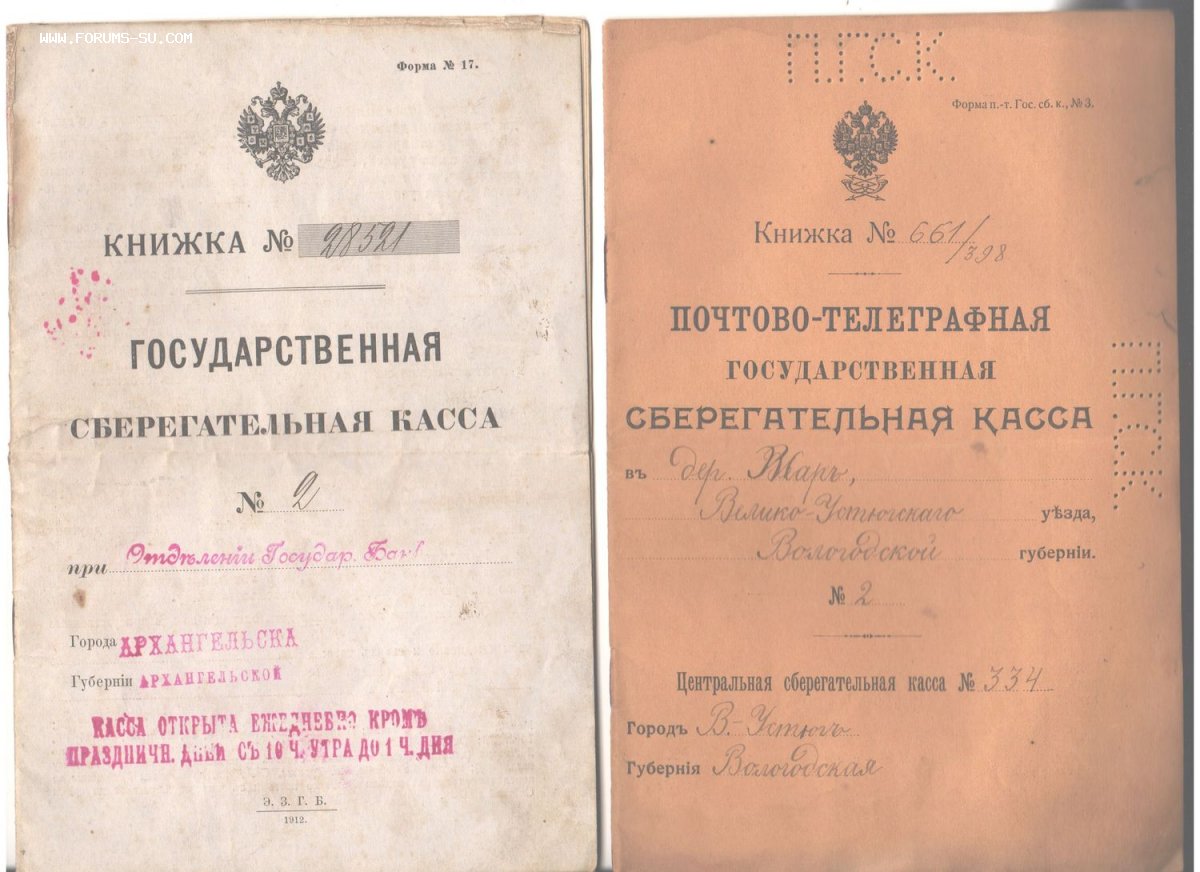 WWW.FORUMS-SU.COM
Форма № 17.
КНИЖКА № 28521
ГОСУДАРСТВЕННАЯ
СБЕРЕГАТЕЛЬНАЯ КАССА
№ 2
при Отдѣленіи Государ. Бан
Города АРХАНГЕЛЬСКА
Губерніи АРХАНГЕЛЬСКОЙ
КАССА ОТКРЫТА ЕЖЕДНЕВНО КРОМѢ
ПРАЗДНИЧН. ДНЕЙ СЪ 10 Ч. УТРА ДО 1 Ч. ДНЯ
Э. З. Г. Б.
1912.
П.Г.С.К.
Форма п.-т. Гос. сб. к., № 3.
Книжка № 661/398
ПОЧТОВО-ТЕЛЕГРАФНАЯ
ГОСУДАРСТВЕННАЯ
СБЕРЕГАТЕЛЬНАЯ КАССА
въ дер. Жаръ,
Велико-Устюгскаго уѣзда,
Вологодской губерніи.
№ 2
Центральная сберегательная касса № 334
Городъ В-Устюгъ
Губернія Вологодская
П.Г.С.К.